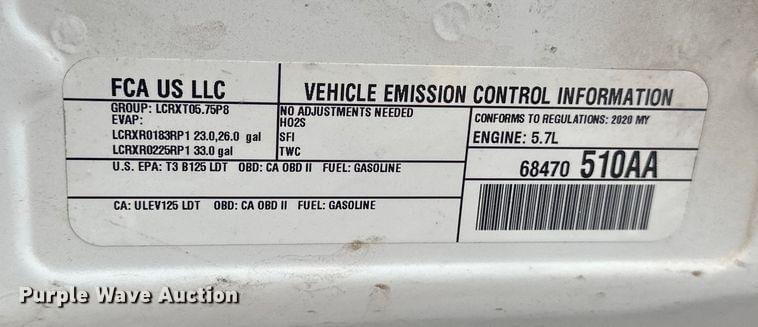 FCA US LLC
VEHICLE EMISSION CONTROL INFORMATION
GROUP: LCRXT05.75P8
EVAP:
LCRXR0183RP1 23.0,26.0 gal
LCRXR0225RP1 33.0 gal
NO ADJUSTMENTS NEEDED
HO2S
SFI
TWC
CONFORMS TO REGULATIONS: 2020 MY
ENGINE: 5.7L
U.S. EPA: T3 B125 LDT OBD: CA OBD II FUEL: GASOLINE
68470 510AA
CA: ULEV125 LDT OBD: CA OBD II FUEL: GASOLINE
Purple Wave Auction